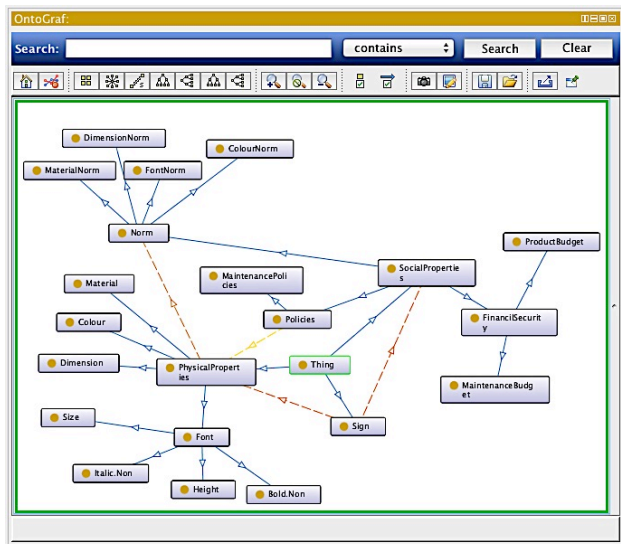 OntoGraf:
Search:
contains
Search
Clear
DimensionNorm
ColourNorm
MaterialNorm
FontNorm
Norm
ProductBudget
SocialPropertie
s
MaintenancePoli
cies
Material
Policies
FinancilSecurit
y
Colour
Dimension
PhysicalPropert
ies
Thing
MaintenanceBudg
et
Size
Sign
Font
Italic.Non
Height
Bold.Non